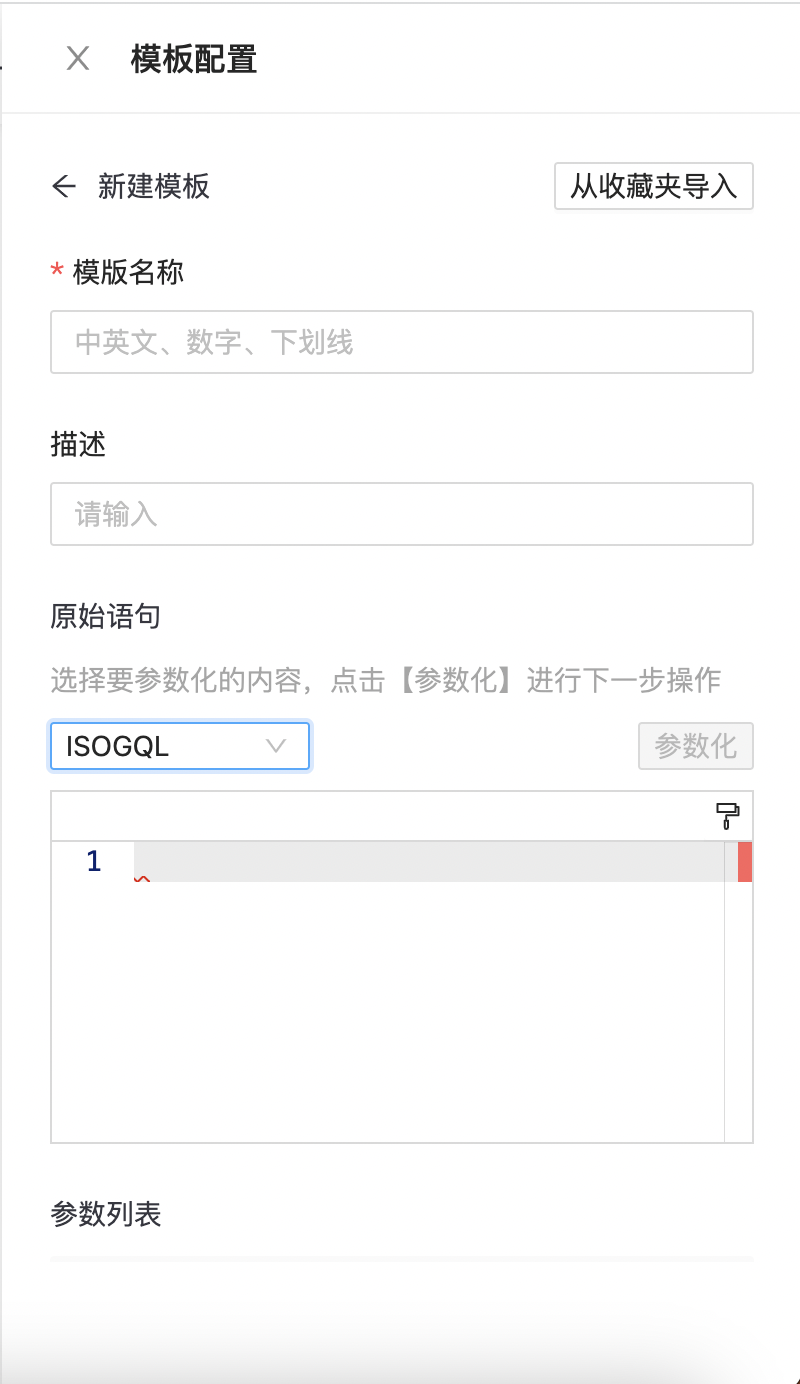 模板配置
新建模板
从收藏夹导入
* 模版名称
中英文、数字、下划线
描述
请输入
原始语句
选择要参数化的内容，点击【参数化】进行下一步操作
ISOGQL
参数化
1
参数列表